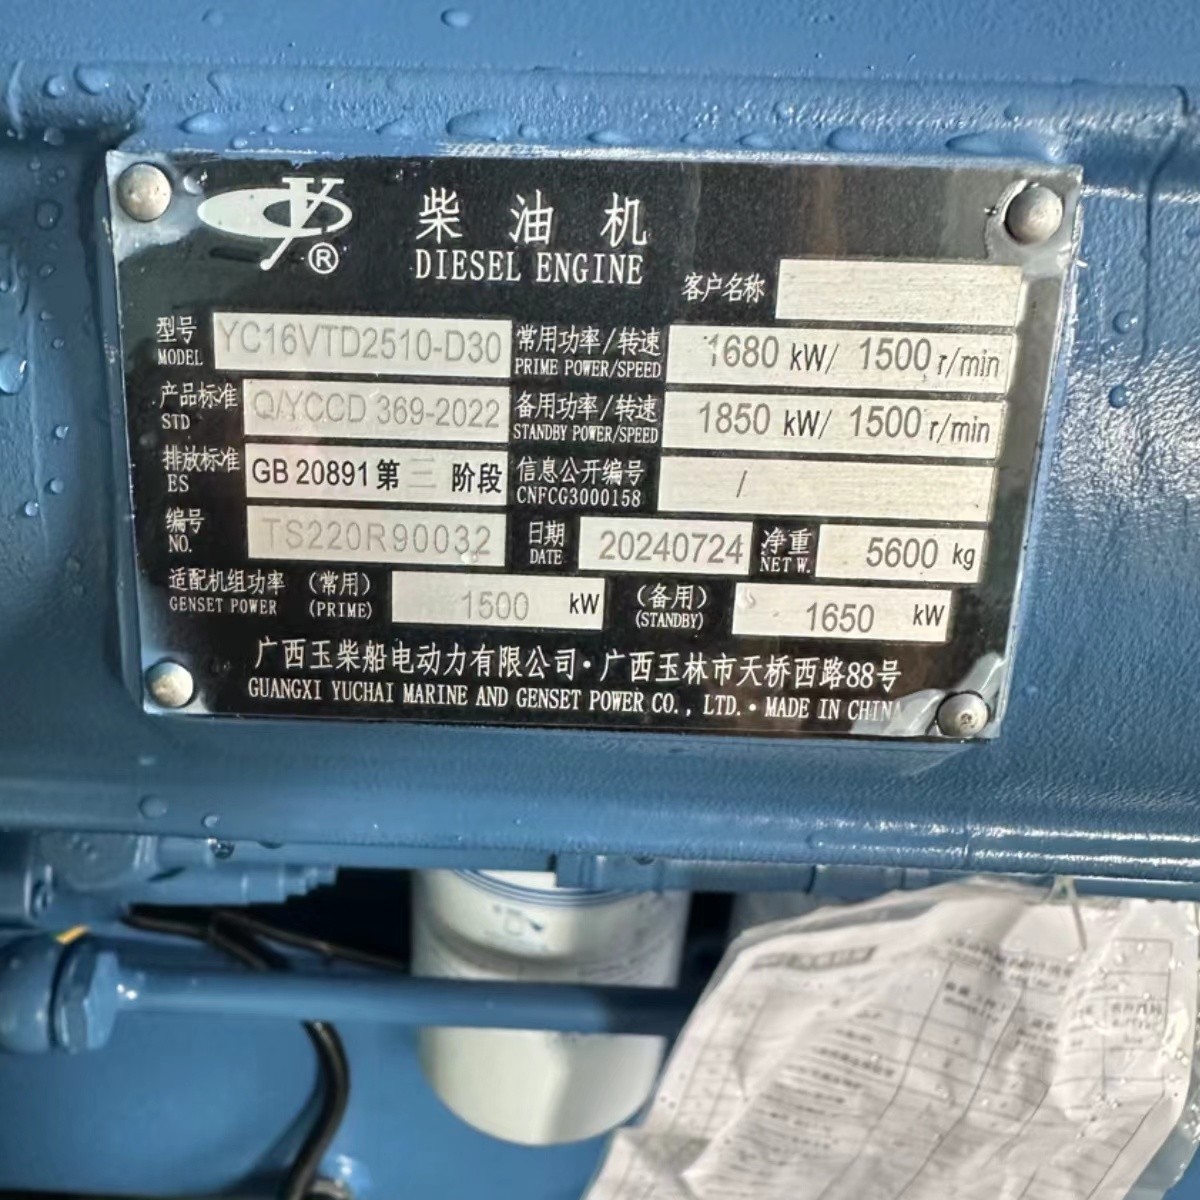 柴油机
DIESEL ENGINE
客户名称
型号 YC16VTD2510-D30 常用功率/转速 1680 kW/ 1500 r/min
MODEL PRIME POWER/SPEED
产品标准 Q/YCCD 369-2022 备用功率/转速 1850 kW/ 1500 r/min
STD STANDBY POWER/SPEED
排放标准 GB 20891 第三阶段 信息公开编号 /
ES CNFCG3000158
编号 TS220R90032 日期 20240724 净重 5600 kg
NO. DATE NET W.
适配机组功率 (常用) 1500 kW (备用) 1650 kW
GENSET POWER (PRIME) (STANDBY)
广西玉柴船电动力有限公司·广西玉林市天桥西路88号
GUANGXI YUCHAI MARINE AND GENSET POWER CO., LTD. · MADE IN CHINA